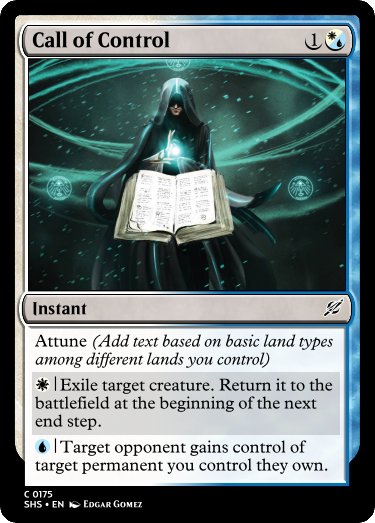 Call of Control 1
Instant
Attune (Add text based on basic land types
among different lands you control)
Exile target creature. Return it to the
battlefield at the beginning of the next
end step.
Target opponent gains control of
target permanent you control they own.
C 0175
SHS • EN Edgar Gomez